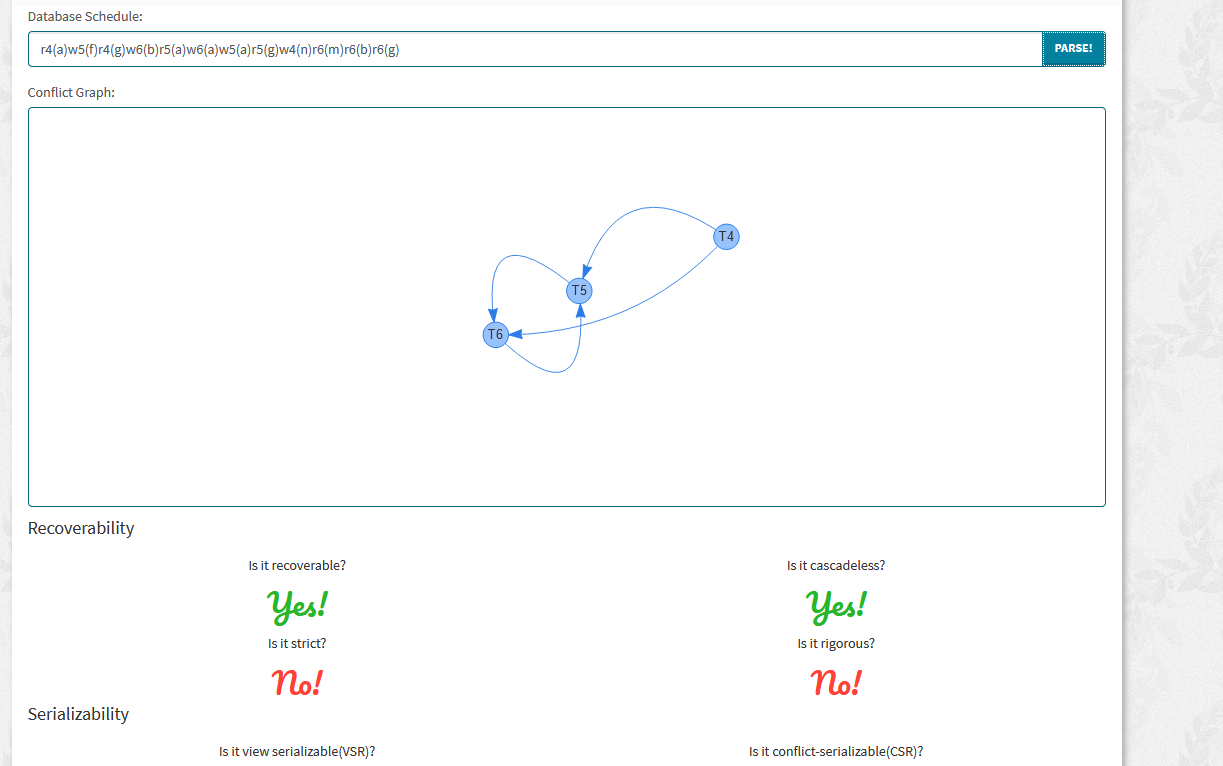 Database Schedule:
r4(a)w5(f)r4(g)w6(b)r5(a)w6(a)w5(a)r5(g)w4(n)r6(m)r6(b)r6(g)
PARSE!
Conflict Graph:
T4
T5
T6
Recoverability
Is it recoverable?
Is it cascadeless?
Yes!
Yes!
Is it strict?
Is it rigorous?
No!
No!
Serializability
Is it view serializable(VSR)?
Is it conflict-serializable(CSR)?